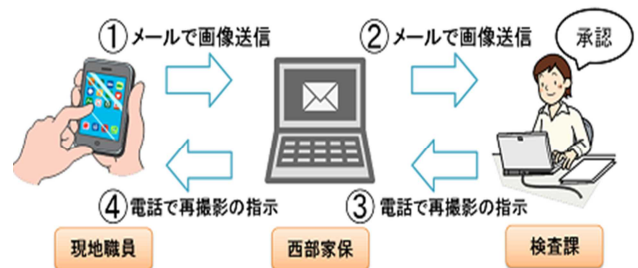 ①メールで画像送信
②メールで画像送信
承認
④電話で再撮影の指示
③電話で再撮影の指示
現地職員
西部家保
検査課